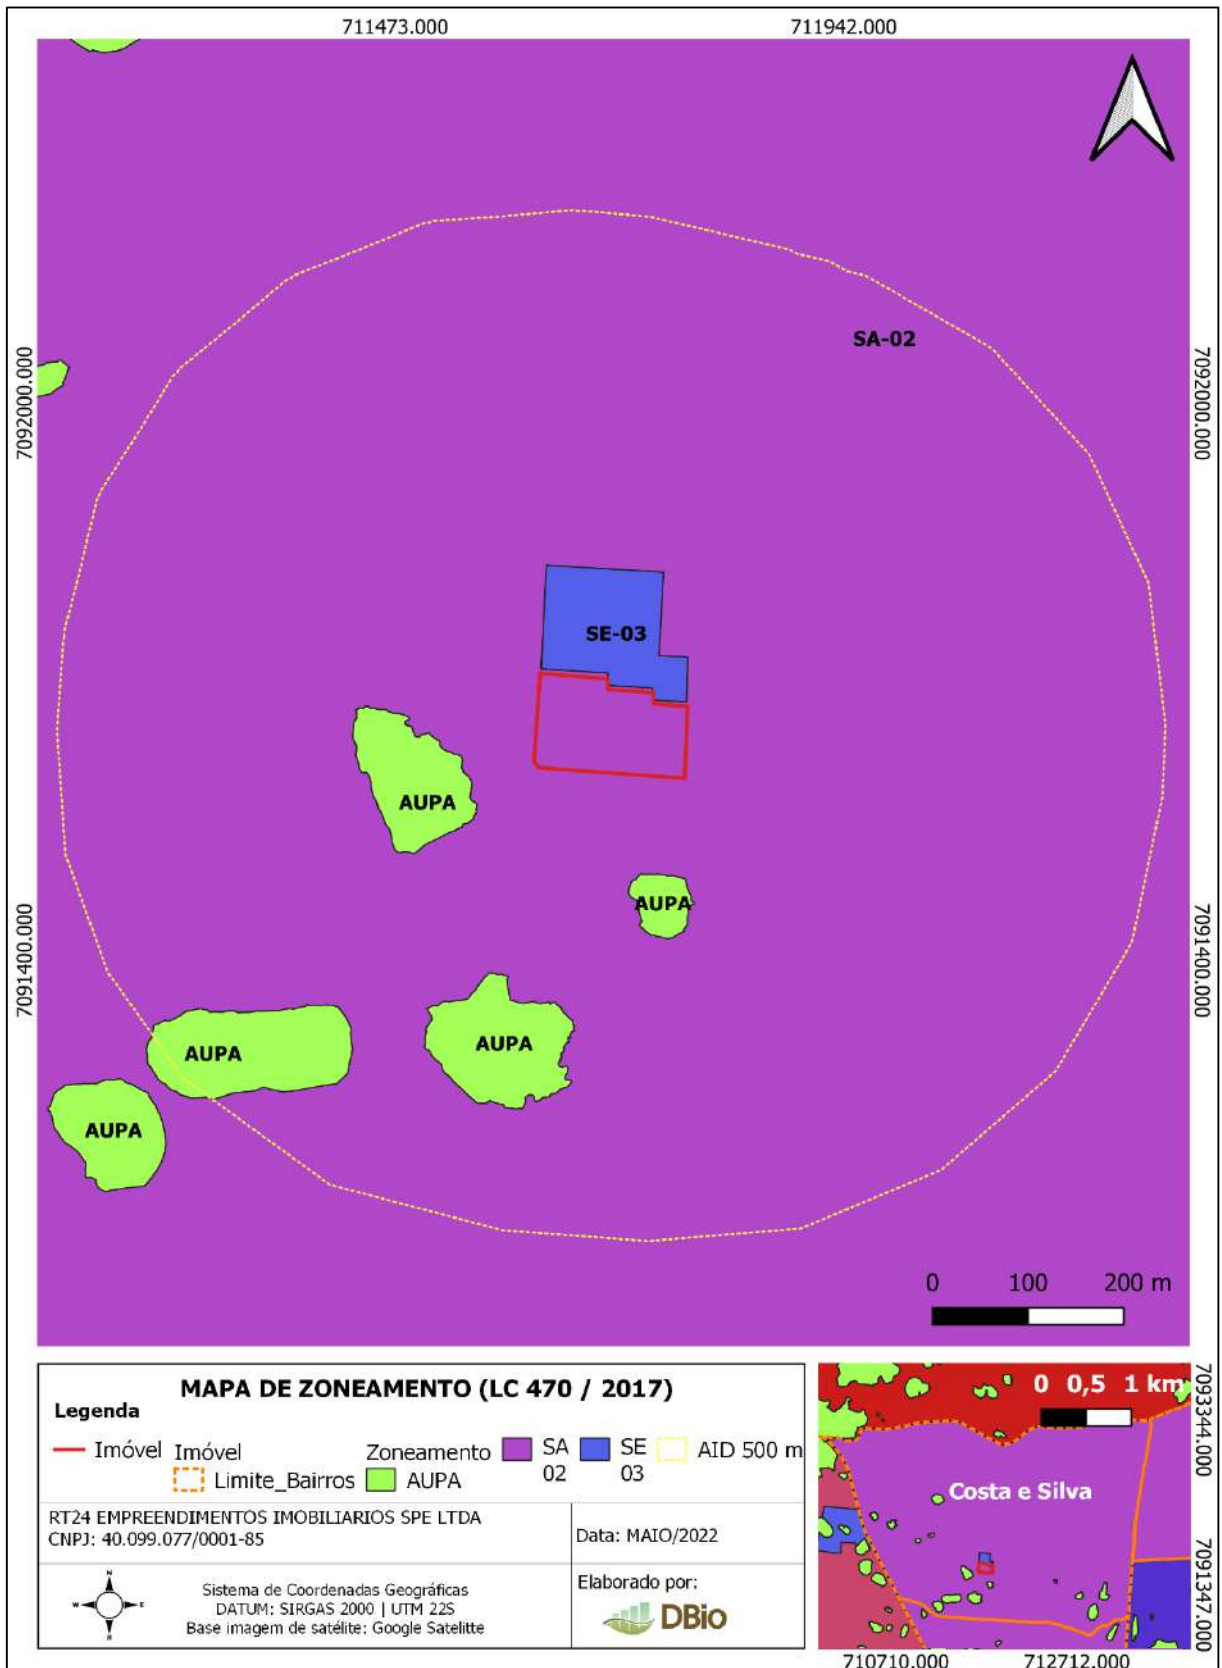 711473.000 711942.000
7092000.000
7092000.000
SA-02
SE-03
AUPA
AUPA
7091400.000
7091400.000
AUPA
AUPA
AUPA
0 100 200 m
MAPA DE ZONEAMENTO (LC 470 / 2017)
Legenda
Imóvel Imóvel Zoneamento SA 02 SE 03 AID 500 m
Limite_Bairros AUPA
RT24 EMPREENDIMENTOS IMOBILIARIOS SPE LTDA
CNPJ: 40.099.077/0001-85
Data: MAIO/2022
N
W E
Sistema de Coordenadas Geográficas
DATUM: SIRGAS 2000 | UTM 22S
Base imagem de satélite: Google Satelitte
Elaborado por:
DBio
0 0,5 1 km
Costa e Silva
7093344.000
7091347.000
710710.000 712712.000